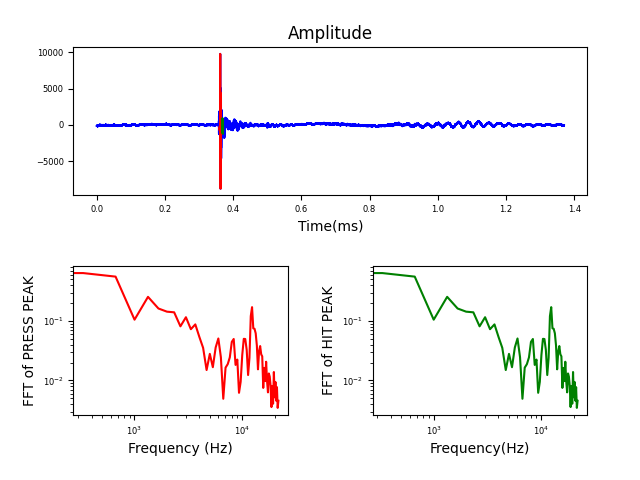 Amplitude
10000
5000
0
−5000
0.0 0.2 0.4 0.6 0.8 1.0 1.2 1.4
Time(ms)
FFT of PRESS PEAK
10⁻¹
10⁻²
10³ 10⁴
Frequency (Hz)
FFT of HIT PEAK
10⁻¹
10⁻²
10³ 10⁴
Frequency(Hz)